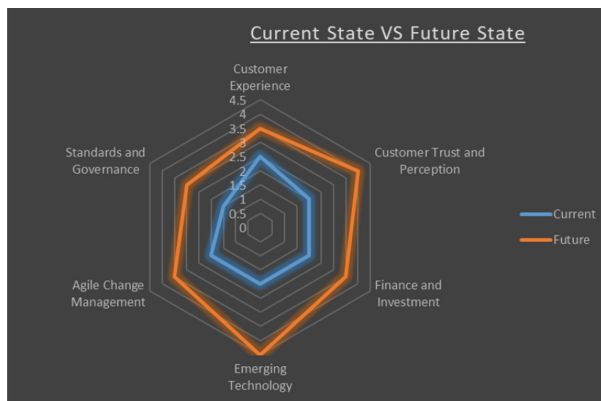 Current State VS Future State
Customer
Experience
4.5
4
3.5
3
2.5
2
1.5
1
0.5
0
Standards and
Governance
Customer Trust and
Perception
Current
Future
Agile Change
Management
Finance and
Investment
Emerging
Technology